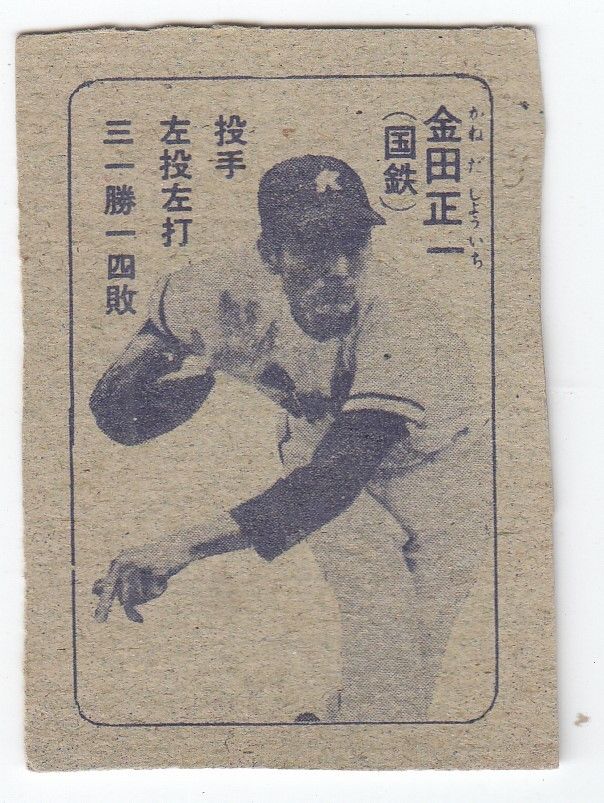 金田正一
かねだしよういち
（国鉄）
投手
左投左打
三一勝一四敗
K